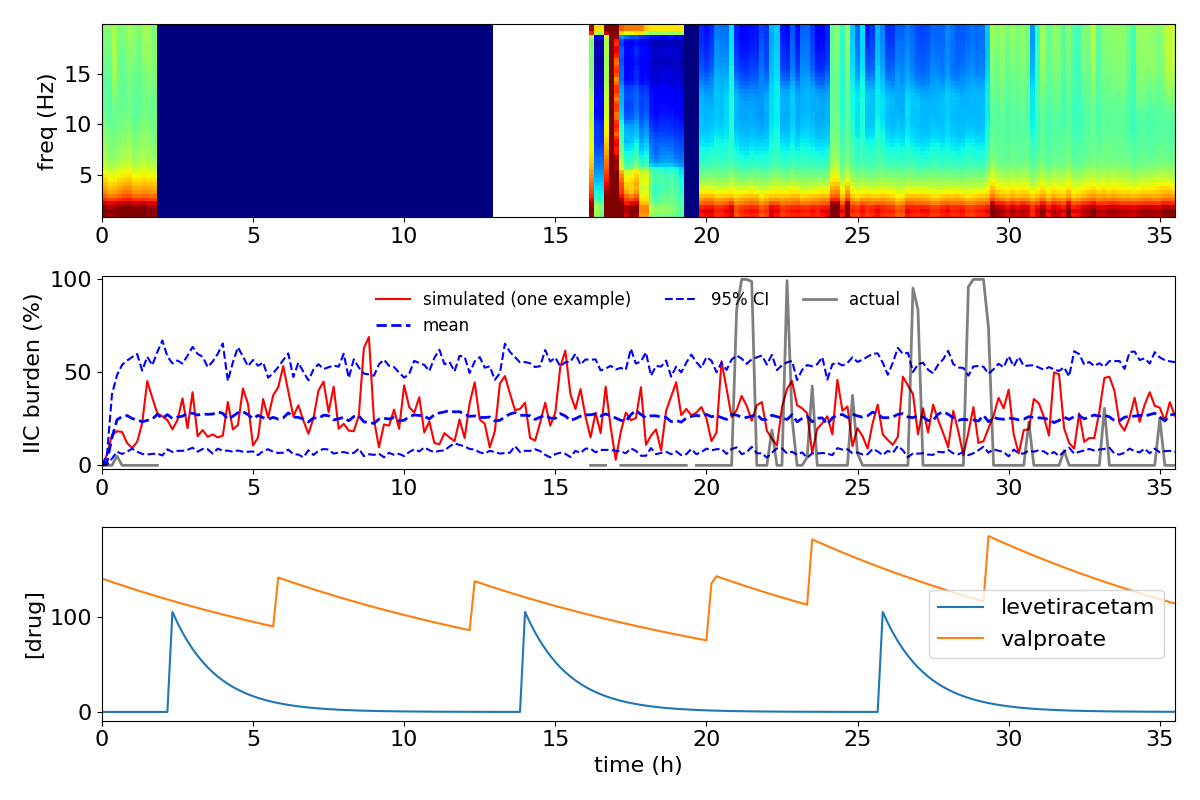 freq (Hz)
15
10
5
0 5 10 15 20 25 30 35
IIC burden (%)
100
50
0
simulated (one example)
mean
95% CI
actual
0 5 10 15 20 25 30 35
[drug]
100
0
levetiracetam
valproate
0 5 10 15 20 25 30 35
time (h)